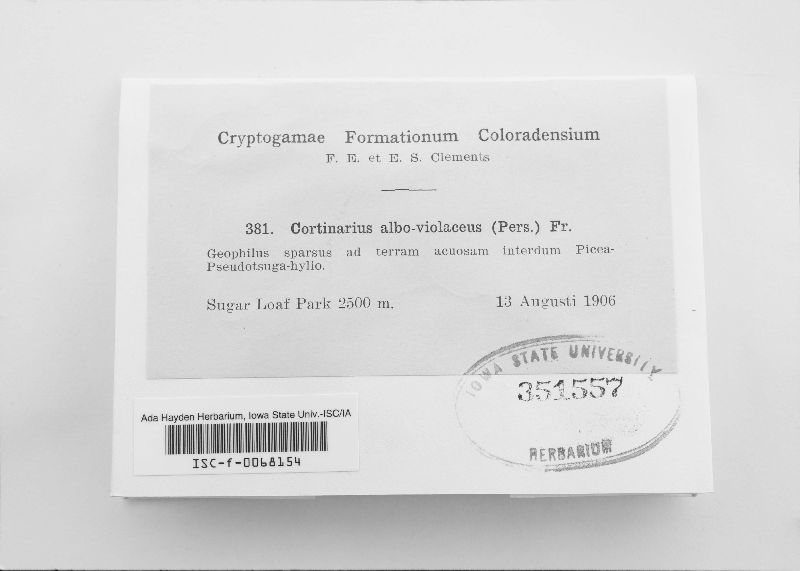 Cryptogamae Formationum Coloradensium
F. E. et E. S. Clements
381. Cortinarius albo-violaceus (Pers.) Fr.
Geophilus sparsus ad terram acuosam interdum Picea-
Pseudotsuga-hylio.
Sugar Loaf Park 2500 m. 13 Augusti 1906
IOWA STATE UNIVERSITY
351557
HERBARIUM
Ada Hayden Herbarium, Iowa State Univ.-ISC/IA
ISC-f-0068154